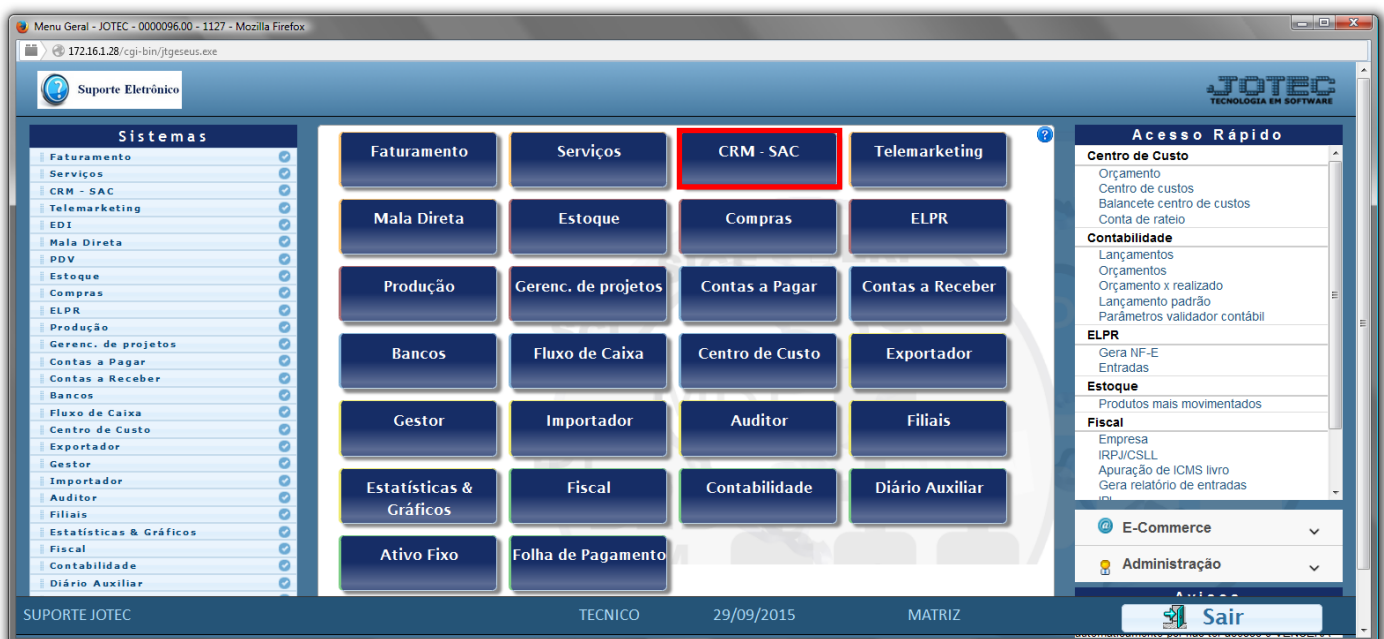 Menu Geral - JOTEC - 0000096.00 - 1127 - Mozilla Firefox
172.16.1.28/cgi-bin/jtgeseus.exe
Suporte Eletrônico
JOTEC
TECNOLOGIA EM SOFTWARE
Sistemas
Faturamento
Serviços
CRM - SAC
Telemarketing
EDI
Mala Direta
PDV
Estoque
Compras
ELPR
Produção
Gerenc. de projetos
Contas a Pagar
Contas a Receber
Bancos
Fluxo de Caixa
Centro de Custo
Exportador
Gestor
Importador
Auditor
Filiais
Estatísticas & Gráficos
Fiscal
Contabilidade
Diário Auxiliar
Faturamento
Serviços
CRM - SAC
Telemarketing
Mala Direta
Estoque
Compras
ELPR
Produção
Gerenc. de projetos
Contas a Pagar
Contas a Receber
Bancos
Fluxo de Caixa
Centro de Custo
Exportador
Gestor
Importador
Auditor
Filiais
Estatísticas &
Gráficos
Fiscal
Contabilidade
Diário Auxiliar
Ativo Fixo
Folha de Pagamento
Acesso Rápido
Centro de Custo
Orçamento
Centro de custos
Balancete centro de custos
Conta de rateio
Contabilidade
Lançamentos
Orçamentos
Orçamento x realizado
Lançamento padrão
Parâmetros validador contábil
ELPR
Gera NF-E
Entradas
Estoque
Produtos mais movimentados
Fiscal
Empresa
IRPJ/CSLL
Apuração de ICMS livro
Gera relatório de entradas
E-Commerce
Administração
SUPORTE JOTEC
TECNICO
29/09/2015
MATRIZ
Sair